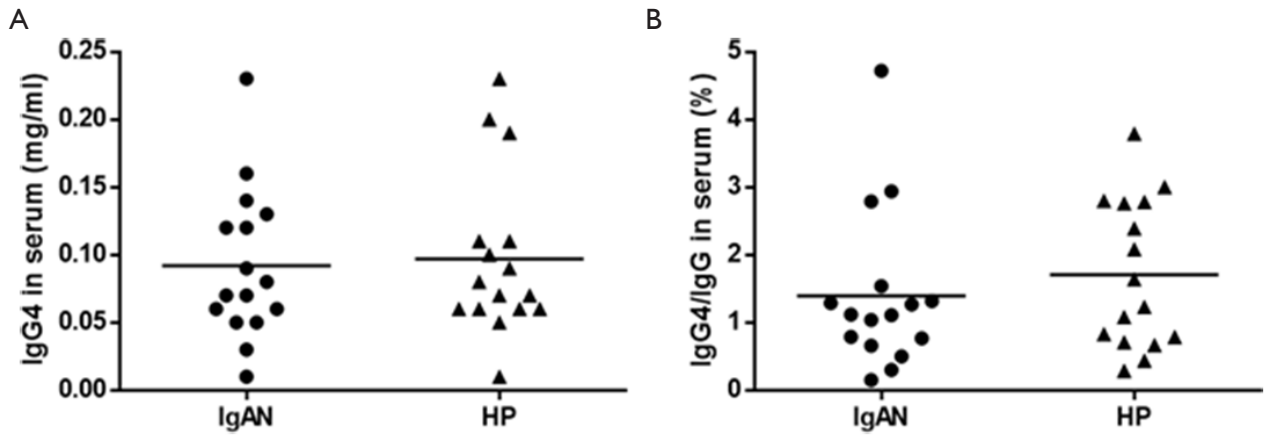 A
IgG4 in serum (mg/ml)
0.25
0.20
0.15
0.10
0.05
0.00
IgAN
HP
B
IgG4/IgG in serum (%)
5
4
3
2
1
0
IgAN
HP